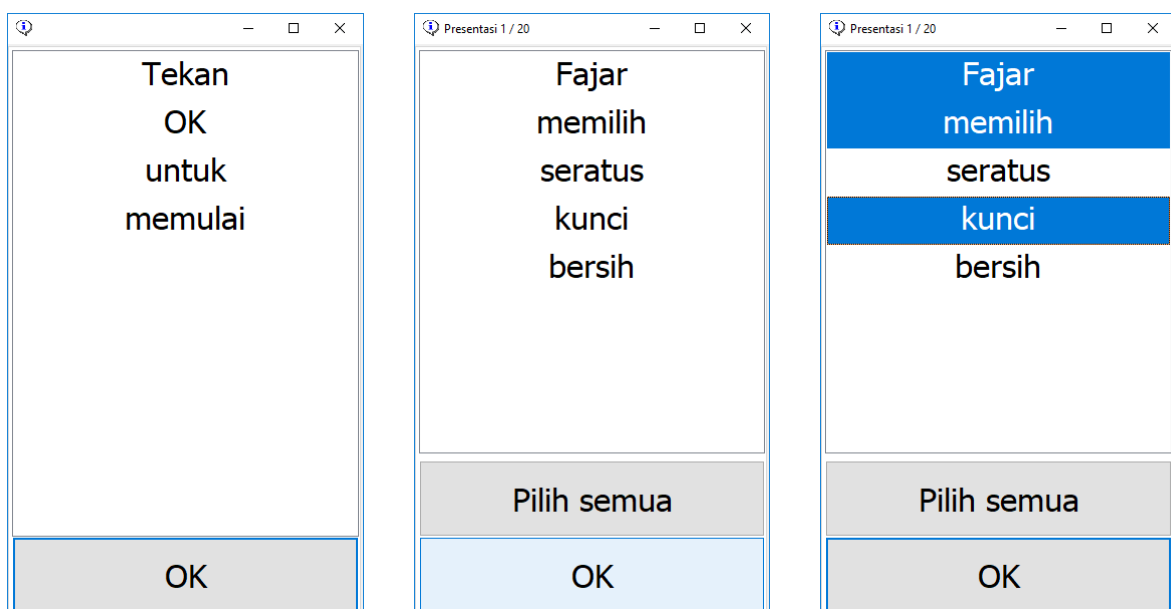 Tekan
OK
untuk
memulai
OK
Presentasi 1 / 20
Fajar
memilih
seratus
kunci
bersih
Pilih semua
OK
Presentasi 1 / 20
Fajar
memilih
seratus
kunci
bersih
Pilih semua
OK